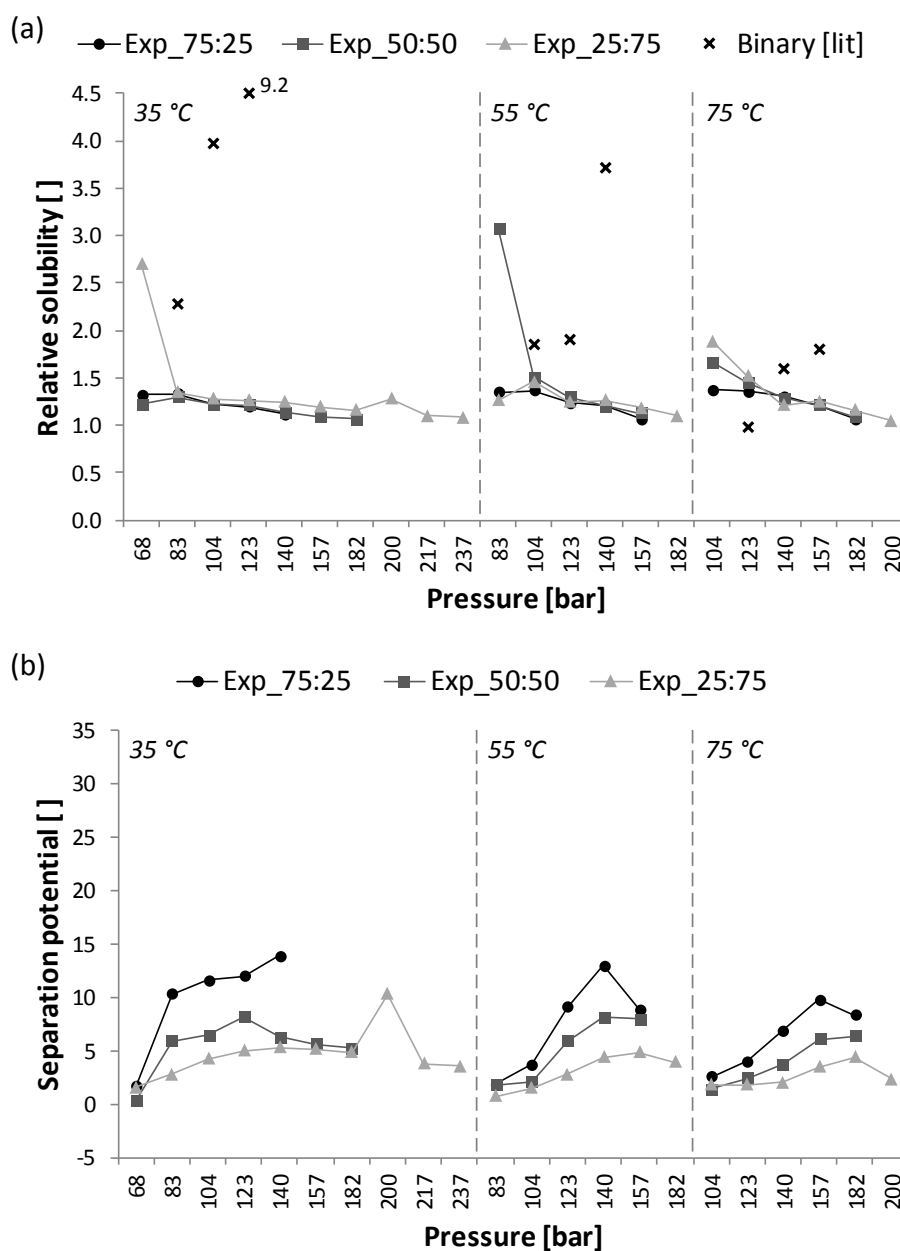 (a)
Exp_75:25 Exp_50:50 Exp_25:75 Binary [lit]
4.5
4.0
3.5
3.0
2.5
2.0
1.5
1.0
0.5
0.0
Relative solubility [ ]
35 °C 55 °C 75 °C
9.2
68 83 104 123 140 157 182 200 217 237 83 104 123 140 157 182 104 123 140 157 182 200
Pressure [bar]
(b)
Exp_75:25 Exp_50:50 Exp_25:75
35
30
25
20
15
10
5
0
-5
Separation potential [ ]
35 °C 55 °C 75 °C
68 83 104 123 140 157 182 200 217 237 83 104 123 140 157 182 104 123 140 157 182 200
Pressure [bar]